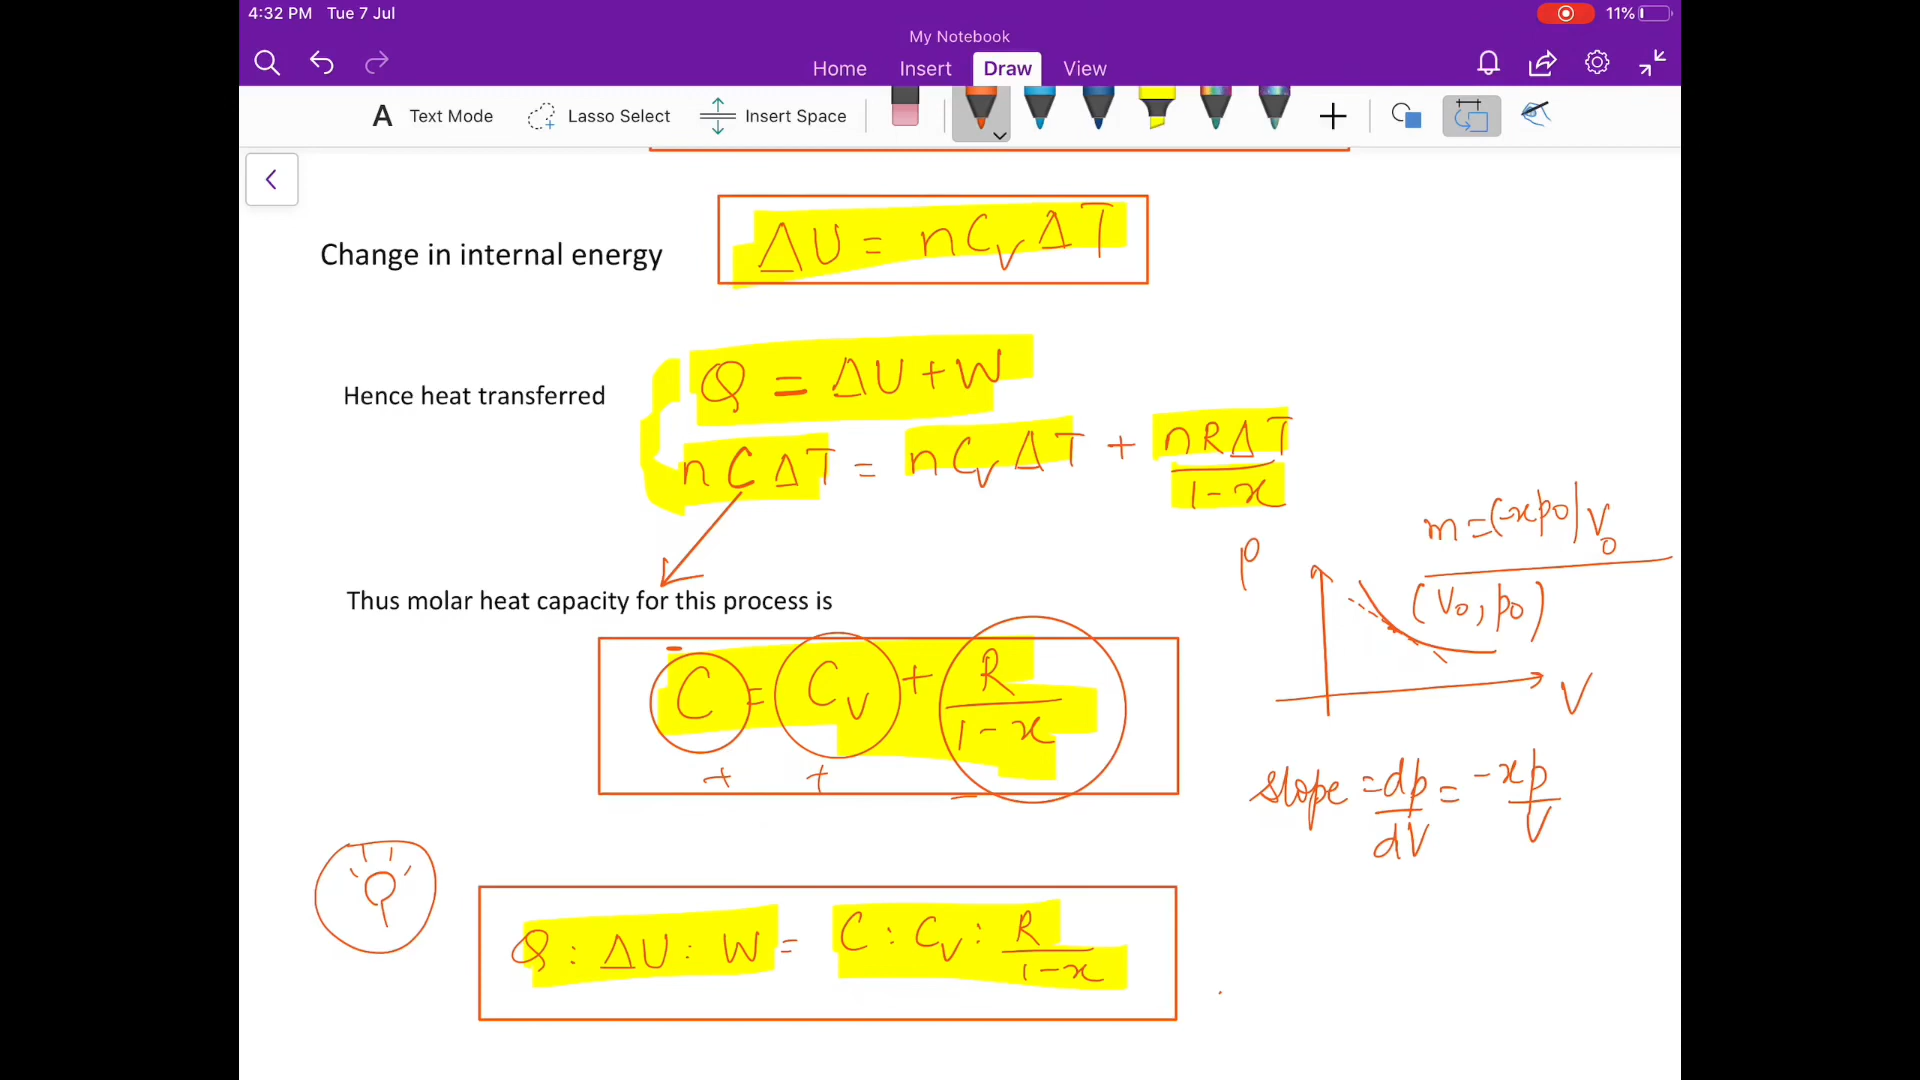 4:32 PM Tue 7 Jul 11%
My Notebook
Home Insert Draw View
A Text Mode Lasso Select Insert Space
Change in internal energy ΔU = nCvΔT
Hence heat transferred Q = ΔU + W
nCΔT = nCvΔT + nRΔT/1-x
m = (-xp0)/V0
(V0, p0)
P
V
Thus molar heat capacity for this process is
C = Cv + R/1-x
- + + -
slope = dp/dV = -xp/V
Q : ΔU : W = C : Cv : R/1-x